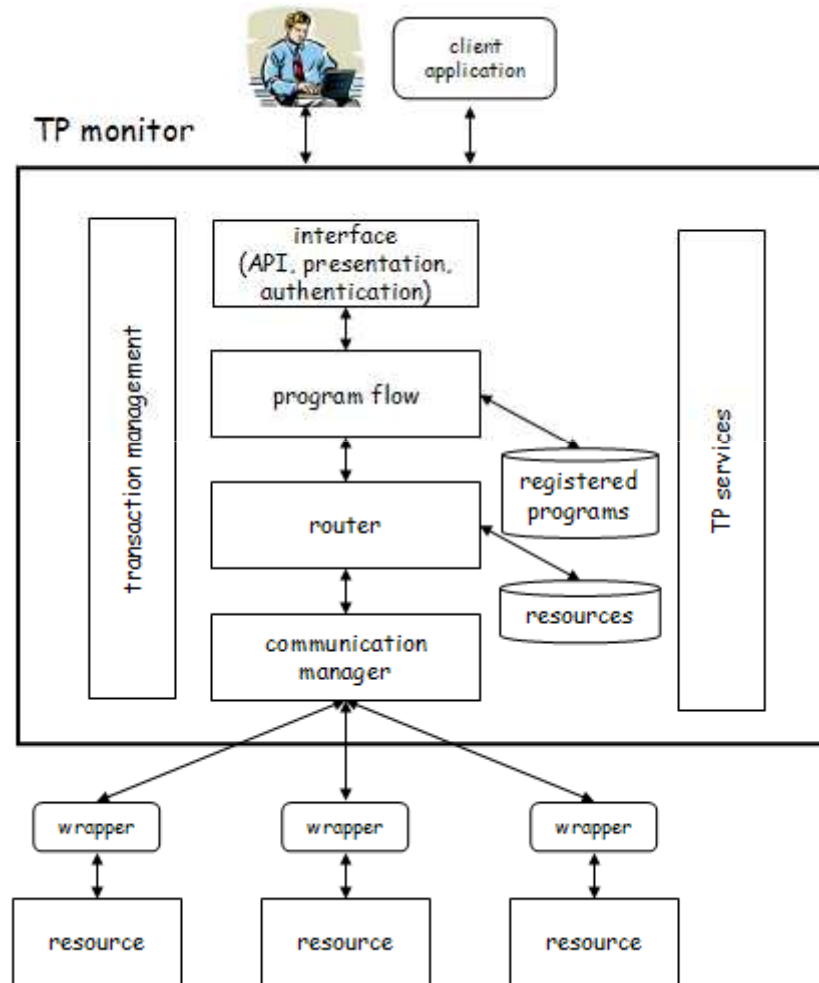 client
application
TP monitor
interface
(API, presentation,
authentication)
transaction management
program flow
registered
programs
TP services
router
resources
communication
manager
wrapper
wrapper
wrapper
resource
resource
resource